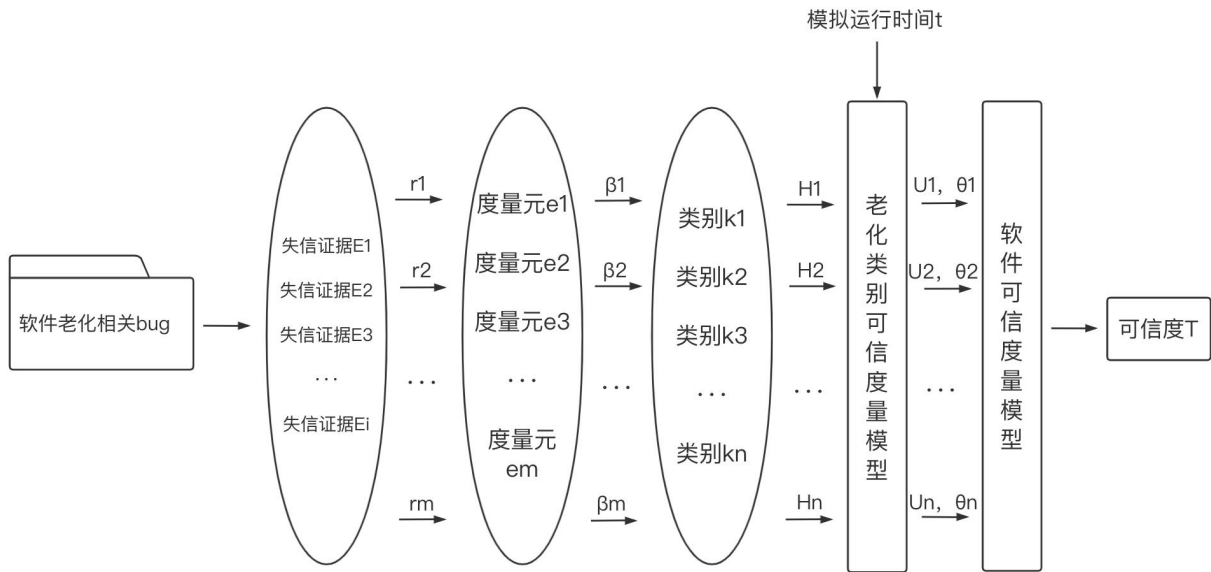 模拟运行时间t
软件老化相关bug
失信证据E1
失信证据E2
失信证据E3
...
失信证据Ei
r1
r2
...
rm
度量元e1
度量元e2
度量元e3
...
度量元
em
β1
β2
...
βm
类别k1
类别k2
类别k3
...
类别kn
H1
H2
...
Hn
老化类别可信度量模型
U1，θ1
U2，θ2
...
Un，θn
软件可信度量模型
可信度T